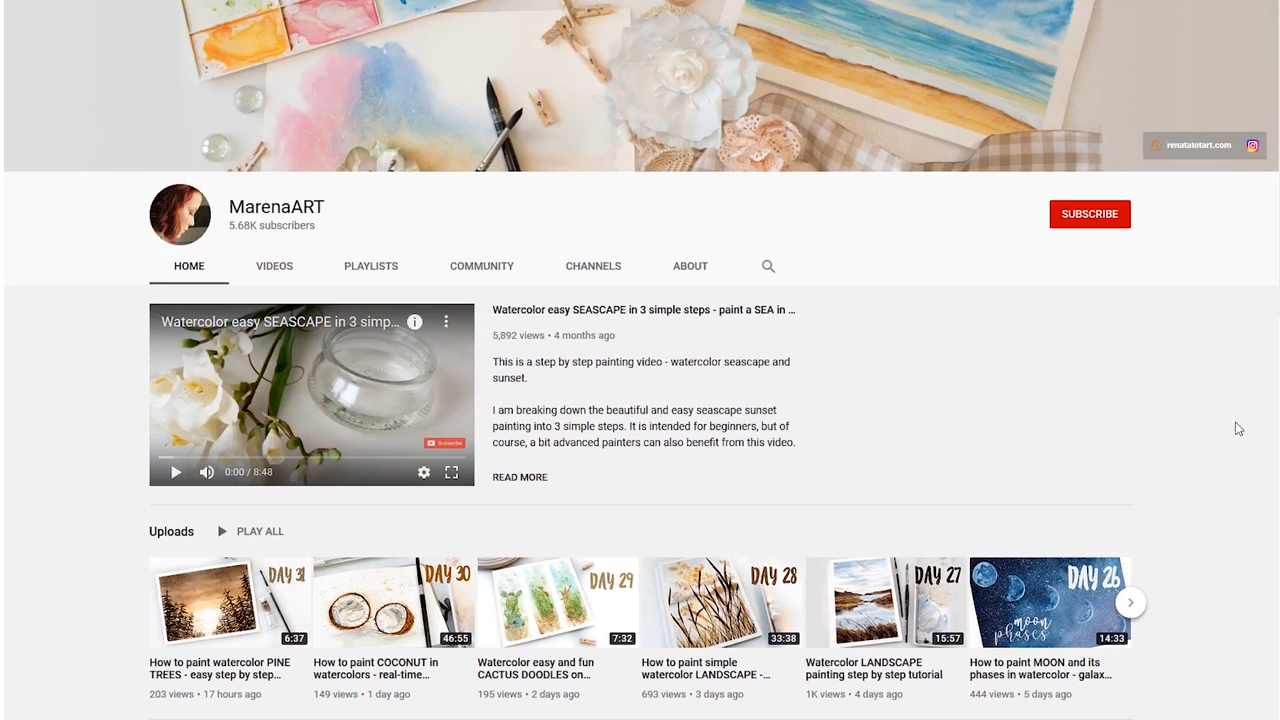 renatatotart.com
MarenaART
5.68K subscribers
SUBSCRIBE
HOME
VIDEOS
PLAYLISTS
COMMUNITY
CHANNELS
ABOUT
Watercolor easy SEASCAPE in 3 simp...
Subscribe
0:00 / 8:48
Watercolor easy SEASCAPE in 3 simple steps - paint a SEA in ...
5,892 views • 4 months ago
This is a step by step painting video - watercolor seascape and
sunset.
I am breaking down the beautiful and easy seascape sunset
painting into 3 simple steps. It is intended for beginners, but of
course, a bit advanced painters can also benefit from this video.
READ MORE
Uploads
PLAY ALL
DAY 31
6:37
How to paint watercolor PINE
TREES - easy step by step...
203 views • 17 hours ago
DAY 30
46:55
How to paint COCONUT in
watercolors - real-time...
149 views • 1 day ago
DAY 29
7:32
Watercolor easy and fun
CACTUS DOODLES on...
195 views • 2 days ago
DAY 28
33:38
How to paint simple
watercolor LANDSCAPE -...
693 views • 3 days ago
DAY 27
15:57
Watercolor LANDSCAPE
painting step by step tutorial
1K views • 4 days ago
DAY 26
moon
phases
14:33
How to paint MOON and its
phases in watercolor - galax...
444 views • 5 days ago